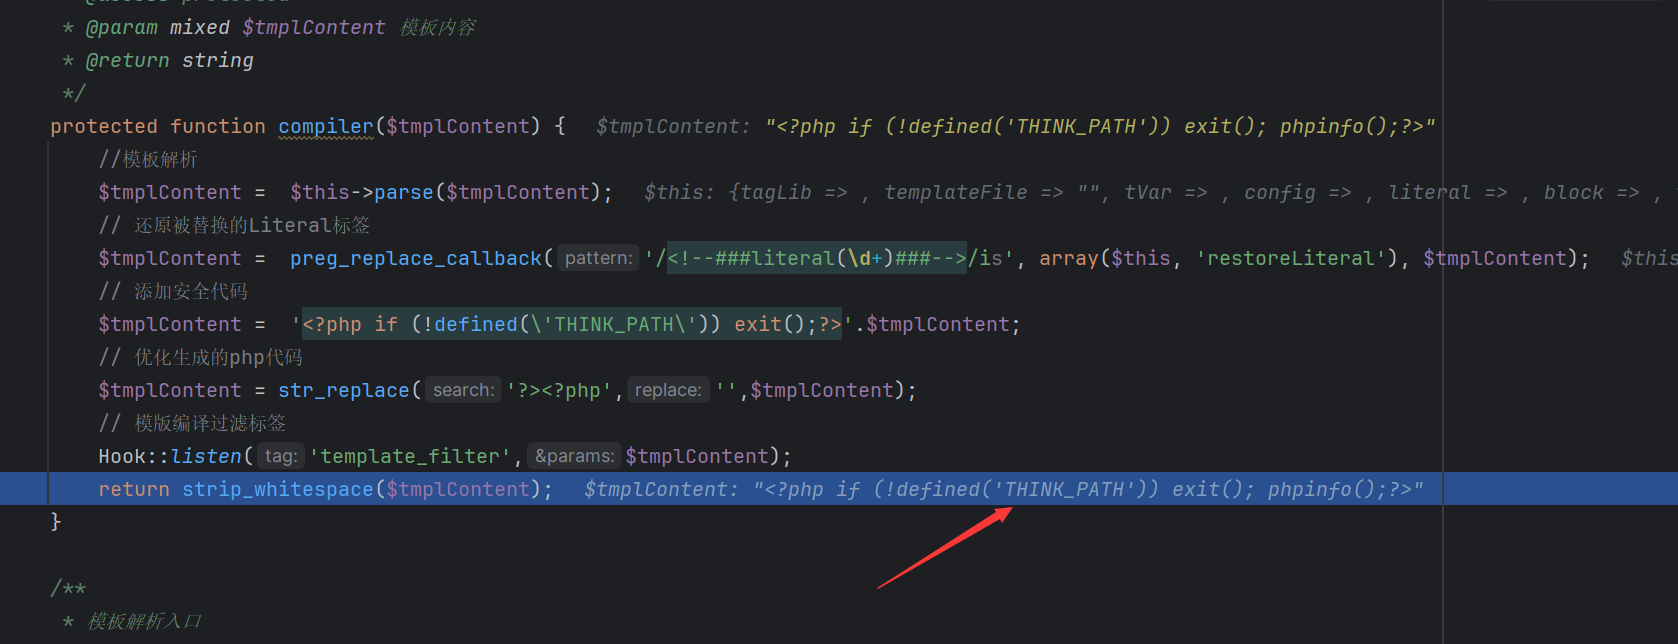 * @param mixed $tmplContent 模板内容
* @return string
*/
protected function compiler($tmplContent) { $tmplContent: "<?php if (!defined('THINK_PATH')) exit(); phpinfo();?>"
//模板解析
$tmplContent = $this->parse($tmplContent); $this: {tagLib => , templateFile => "", tVar => , config => , literal => , block => ,
// 还原被替换的Literal标签
$tmplContent = preg_replace_callback( pattern: '/<!--###literal(\d+)###-->/is', array($this, 'restoreLiteral'), $tmplContent); $this
// 添加安全代码
$tmplContent = '<?php if (!defined(\'THINK_PATH\')) exit();?>'.$tmplContent;
// 优化生成的php代码
$tmplContent = str_replace( search: '?><?php', replace: '',$tmplContent);
// 模版编译过滤标签
Hook::listen( tag: 'template_filter', &params: $tmplContent);
return strip_whitespace($tmplContent); $tmplContent: "<?php if (!defined('THINK_PATH')) exit(); phpinfo();?>"
}
/**
* 模板解析入口